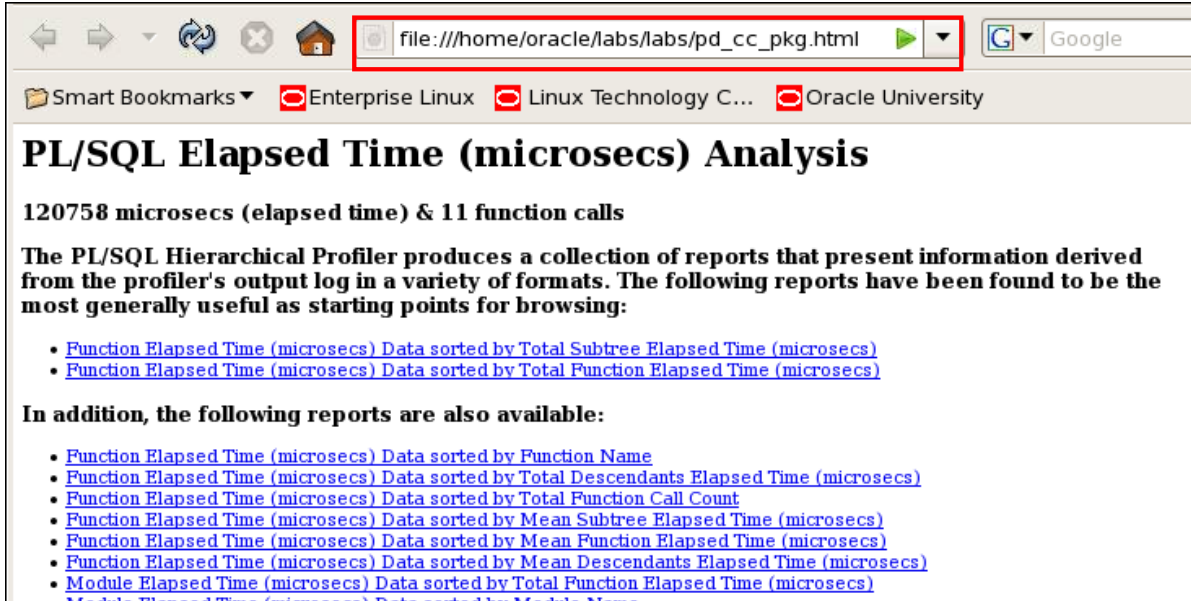 file:///home/oracle/labs/labs/pd_cc_pkg.html
Google
Smart Bookmarks Enterprise Linux Linux Technology C... Oracle University
PL/SQL Elapsed Time (microsecs) Analysis
120758 microsecs (elapsed time) & 11 function calls
The PL/SQL Hierarchical Profiler produces a collection of reports that present information derived
from the profiler's output log in a variety of formats. The following reports have been found to be the
most generally useful as starting points for browsing:
• Function Elapsed Time (microsecs) Data sorted by Total Subtree Elapsed Time (microsecs)
• Function Elapsed Time (microsecs) Data sorted by Total Function Elapsed Time (microsecs)
In addition, the following reports are also available:
• Function Elapsed Time (microsecs) Data sorted by Function Name
• Function Elapsed Time (microsecs) Data sorted by Total Descendants Elapsed Time (microsecs)
• Function Elapsed Time (microsecs) Data sorted by Total Function Call Count
• Function Elapsed Time (microsecs) Data sorted by Mean Subtree Elapsed Time (microsecs)
• Function Elapsed Time (microsecs) Data sorted by Mean Function Elapsed Time (microsecs)
• Function Elapsed Time (microsecs) Data sorted by Mean Descendants Elapsed Time (microsecs)
• Module Elapsed Time (microsecs) Data sorted by Total Function Elapsed Time (microsecs)
• Module Elapsed Time (microsecs) Data sorted by Module Name